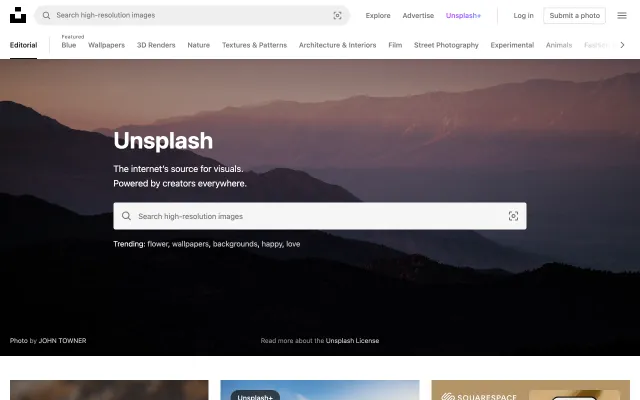 Search high-resolution images
Explore
Advertise
Unsplash+
Log in
Submit a photo
Editorial
Featured
Blue
Wallpapers
3D Renders
Nature
Textures & Patterns
Architecture & Interiors
Film
Street Photography
Experimental
Animals
Unsplash
The internet's source for visuals.
Powered by creators everywhere.
Search high-resolution images
Trending: flower, wallpapers, backgrounds, happy, love
Photo by JOHN TOWNER
Read more about the Unsplash License
Unsplash+
SQUARESPACE